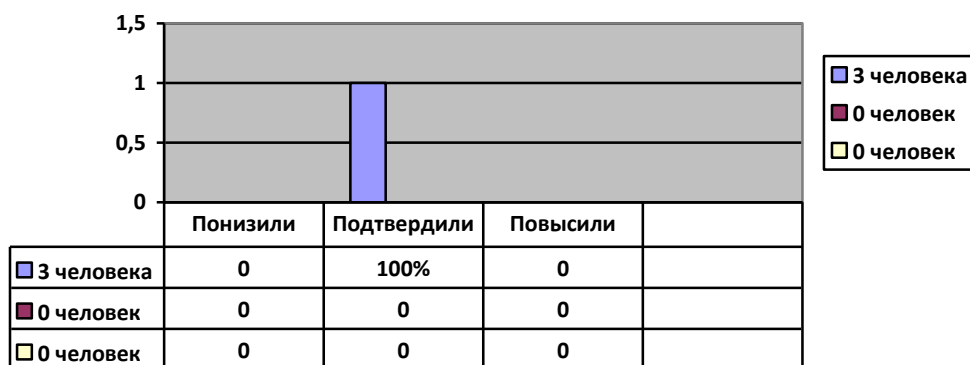 1,5
1
0,5
0
3 человека
0 человек
0 человек
Понизили Подтвердили Повысили
3 человека 0 100% 0
0 человек 0 0 0
0 человек 0 0 0